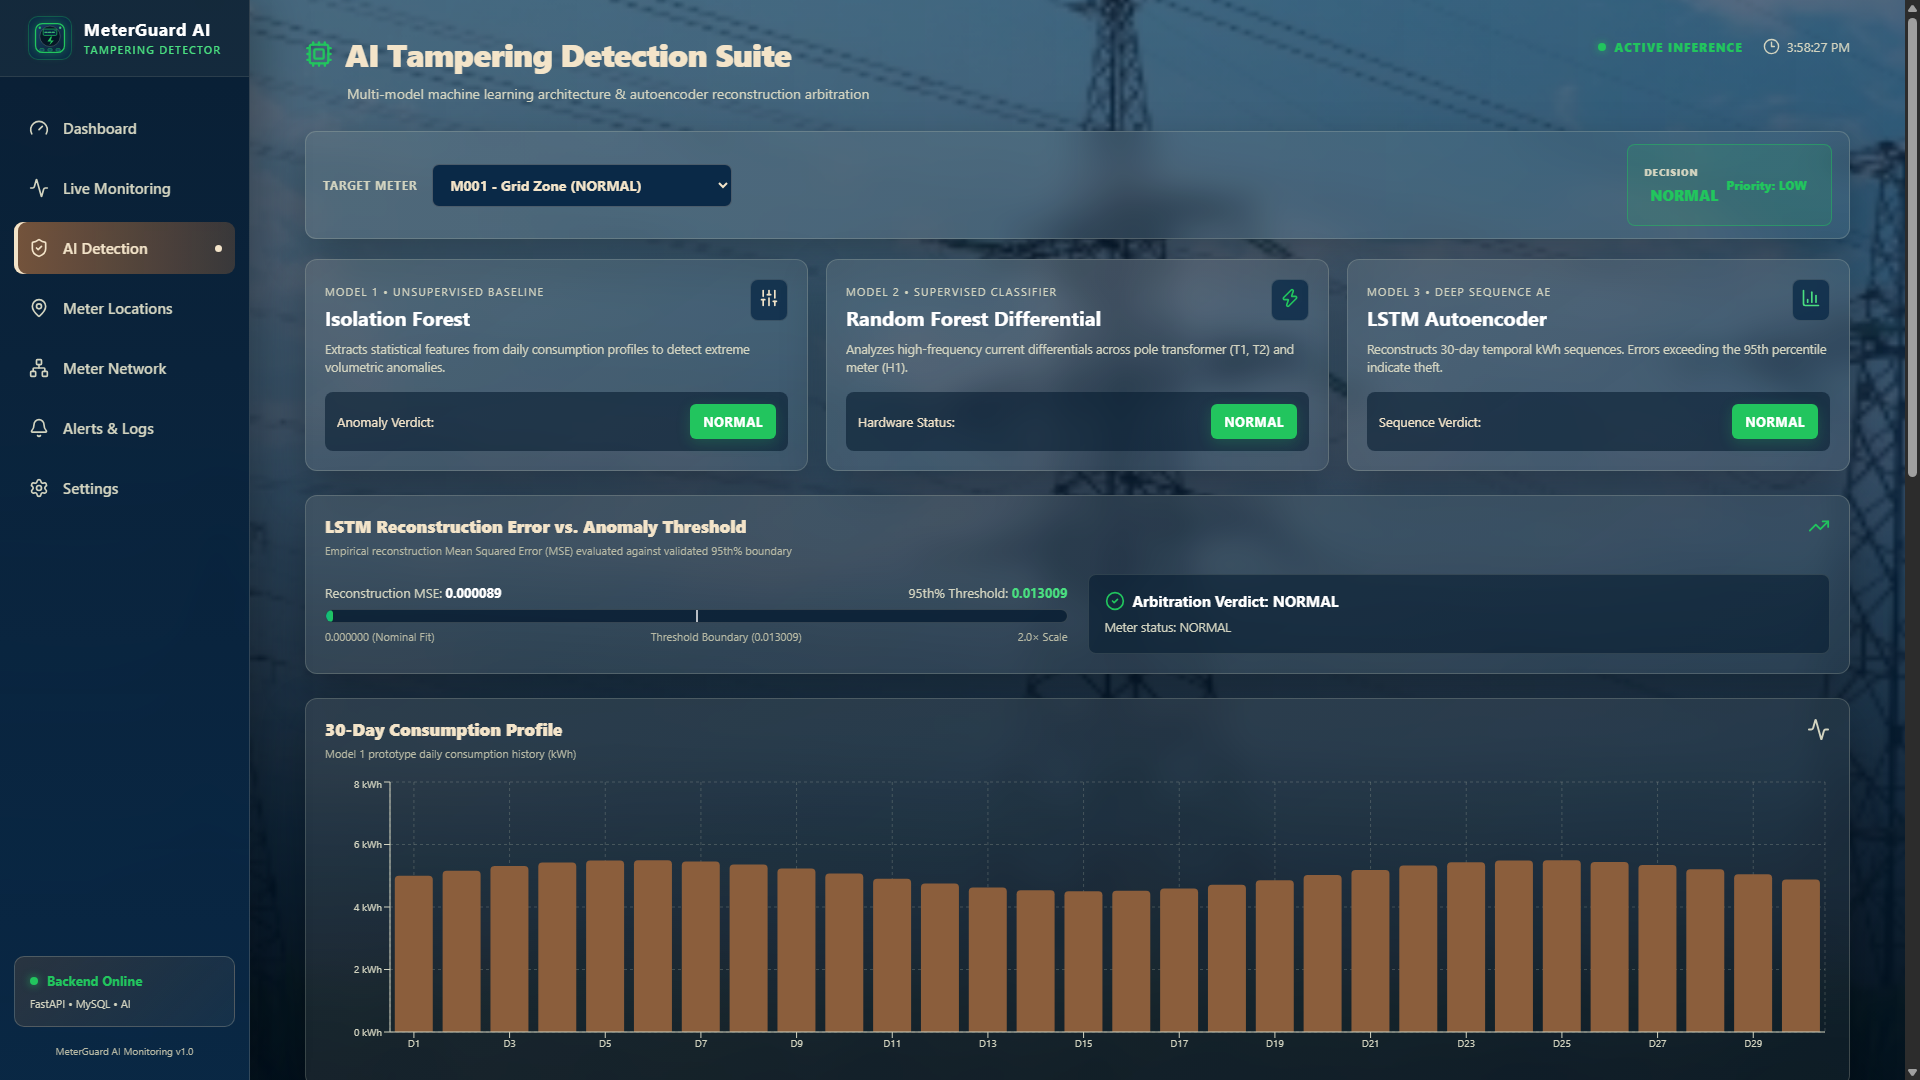 MeterGuard AI
TAMPERING DETECTOR
Dashboard
Live Monitoring
AI Detection
Meter Locations
Meter Network
Alerts & Logs
Settings
Backend Online
FastAPI • MySQL • AI
MeterGuard AI Monitoring v1.0
AI Tampering Detection Suite
Multi-model machine learning architecture & autoencoder reconstruction arbitration
ACTIVE INFERENCE
3:58:27 PM
TARGET METER
M001 - Grid Zone (NORMAL)
DECISION
NORMAL
Priority: LOW
MODEL 1 • UNSUPERVISED BASELINE
Isolation Forest
Extracts statistical features from daily consumption profiles to detect extreme
volumetric anomalies.
Anomaly Verdict:
NORMAL
MODEL 2 • SUPERVISED CLASSIFIER
Random Forest Differential
Analyzes high-frequency current differentials across pole transformer (T1, T2) and
meter (H1).
Hardware Status:
NORMAL
MODEL 3 • DEEP SEQUENCE AE
LSTM Autoencoder
Reconstructs 30-day temporal kWh sequences. Errors exceeding the 95th percentile
indicate theft.
Sequence Verdict:
NORMAL
LSTM Reconstruction Error vs. Anomaly Threshold
Empirical reconstruction Mean Squared Error (MSE) evaluated against validated 95th% boundary
Reconstruction MSE: 0.000089
95th% Threshold: 0.013009
0.000000 (Nominal Fit)
Threshold Boundary (0.013009)
2.0× Scale
Arbitration Verdict: NORMAL
Meter status: NORMAL
30-Day Consumption Profile
Model 1 prototype daily consumption history (kWh)
8 kWh
6 kWh
4 kWh
2 kWh
0 kWh
D1
D3
D5
D7
D9
D11
D13
D15
D17
D19
D21
D23
D25
D27
D29